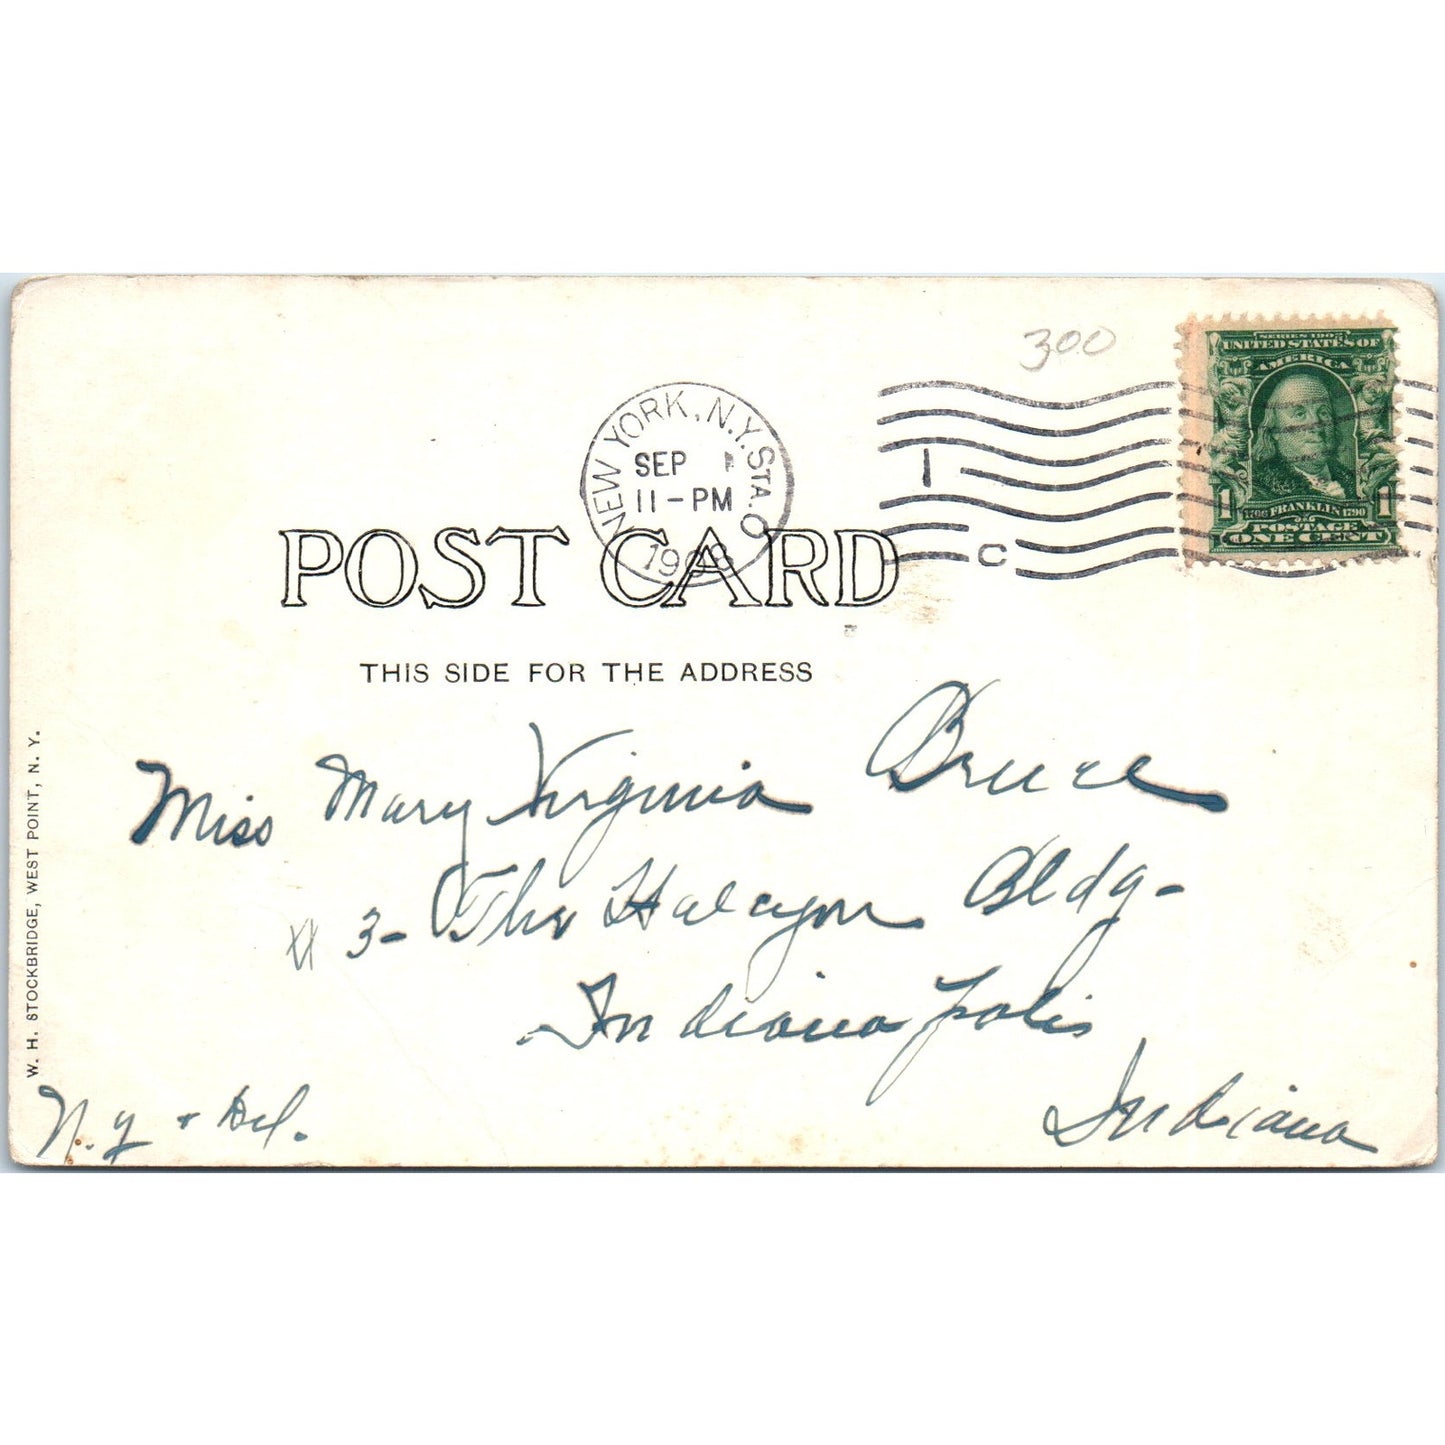 300
SERIES 1902
UNITED STATES OF
AMERICA
1 1
1706 FRANKLIN 1790
POSTAGE
ONE CENT
NEW YORK, N.Y. STA. O
SEP 1
11-PM
1908
1
C
POST CARD
THIS SIDE FOR THE ADDRESS
Miss Mary Virginia Bruce
# 3- The Halcyon Bldg-
Indianapolis
Indiana
N.Y + Del.
W. H. STOCKBRIDGE, WEST POINT, N. Y.